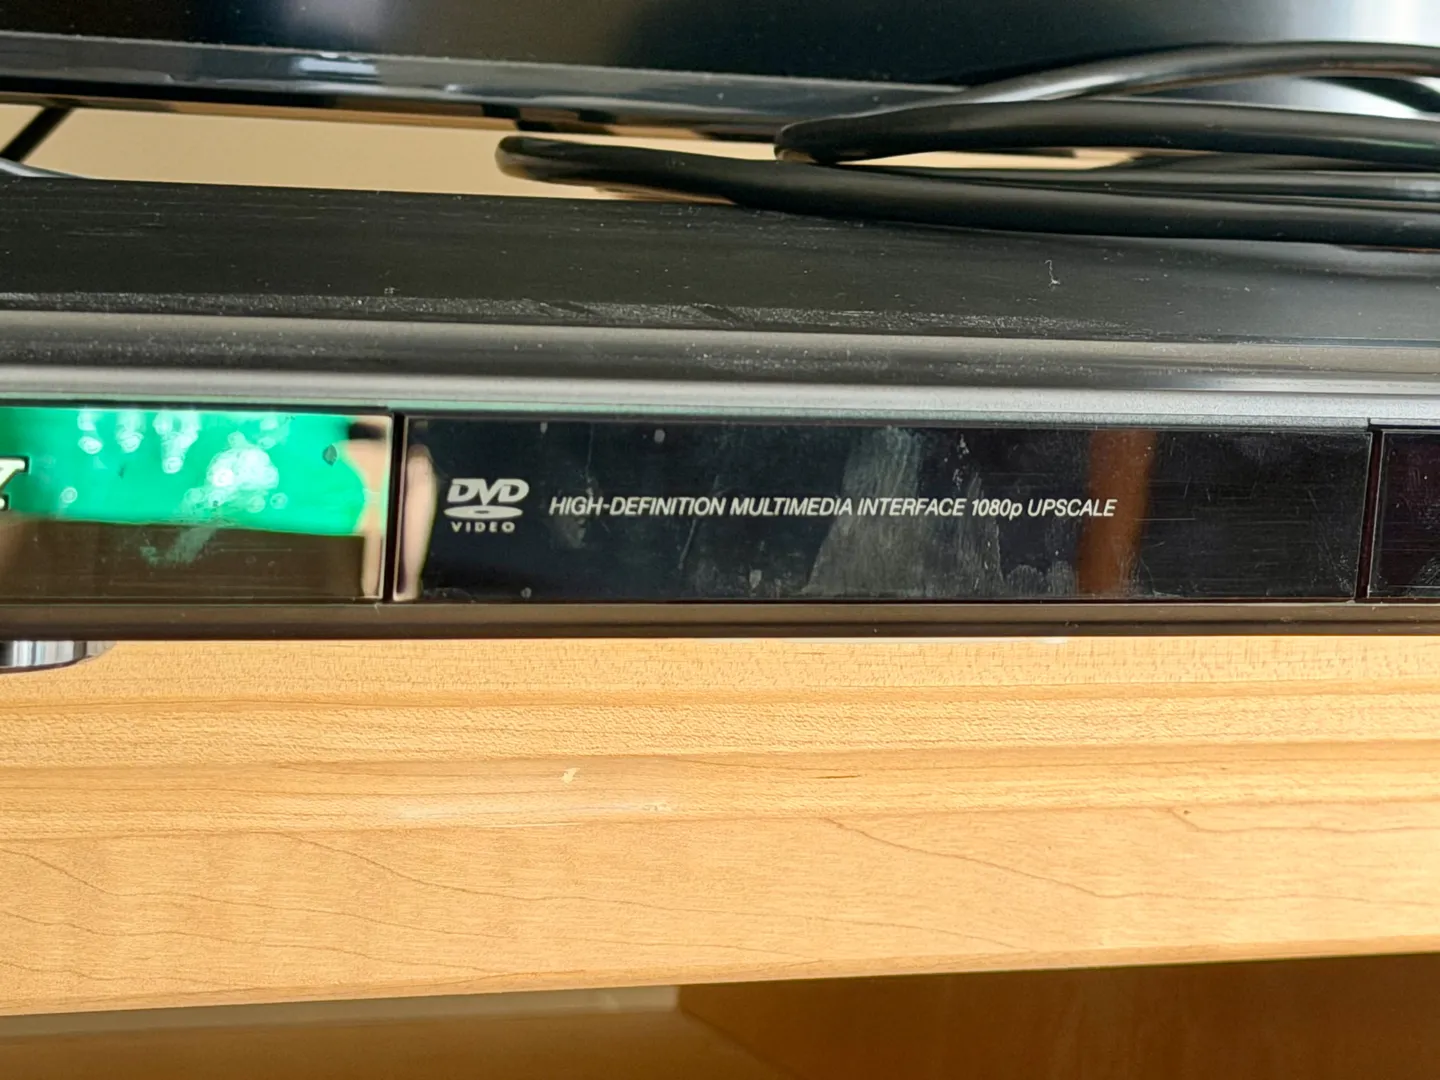 Y
DVD
VIDEO
HIGH-DEFINITION MULTIMEDIA INTERFACE 1080p UPSCALE